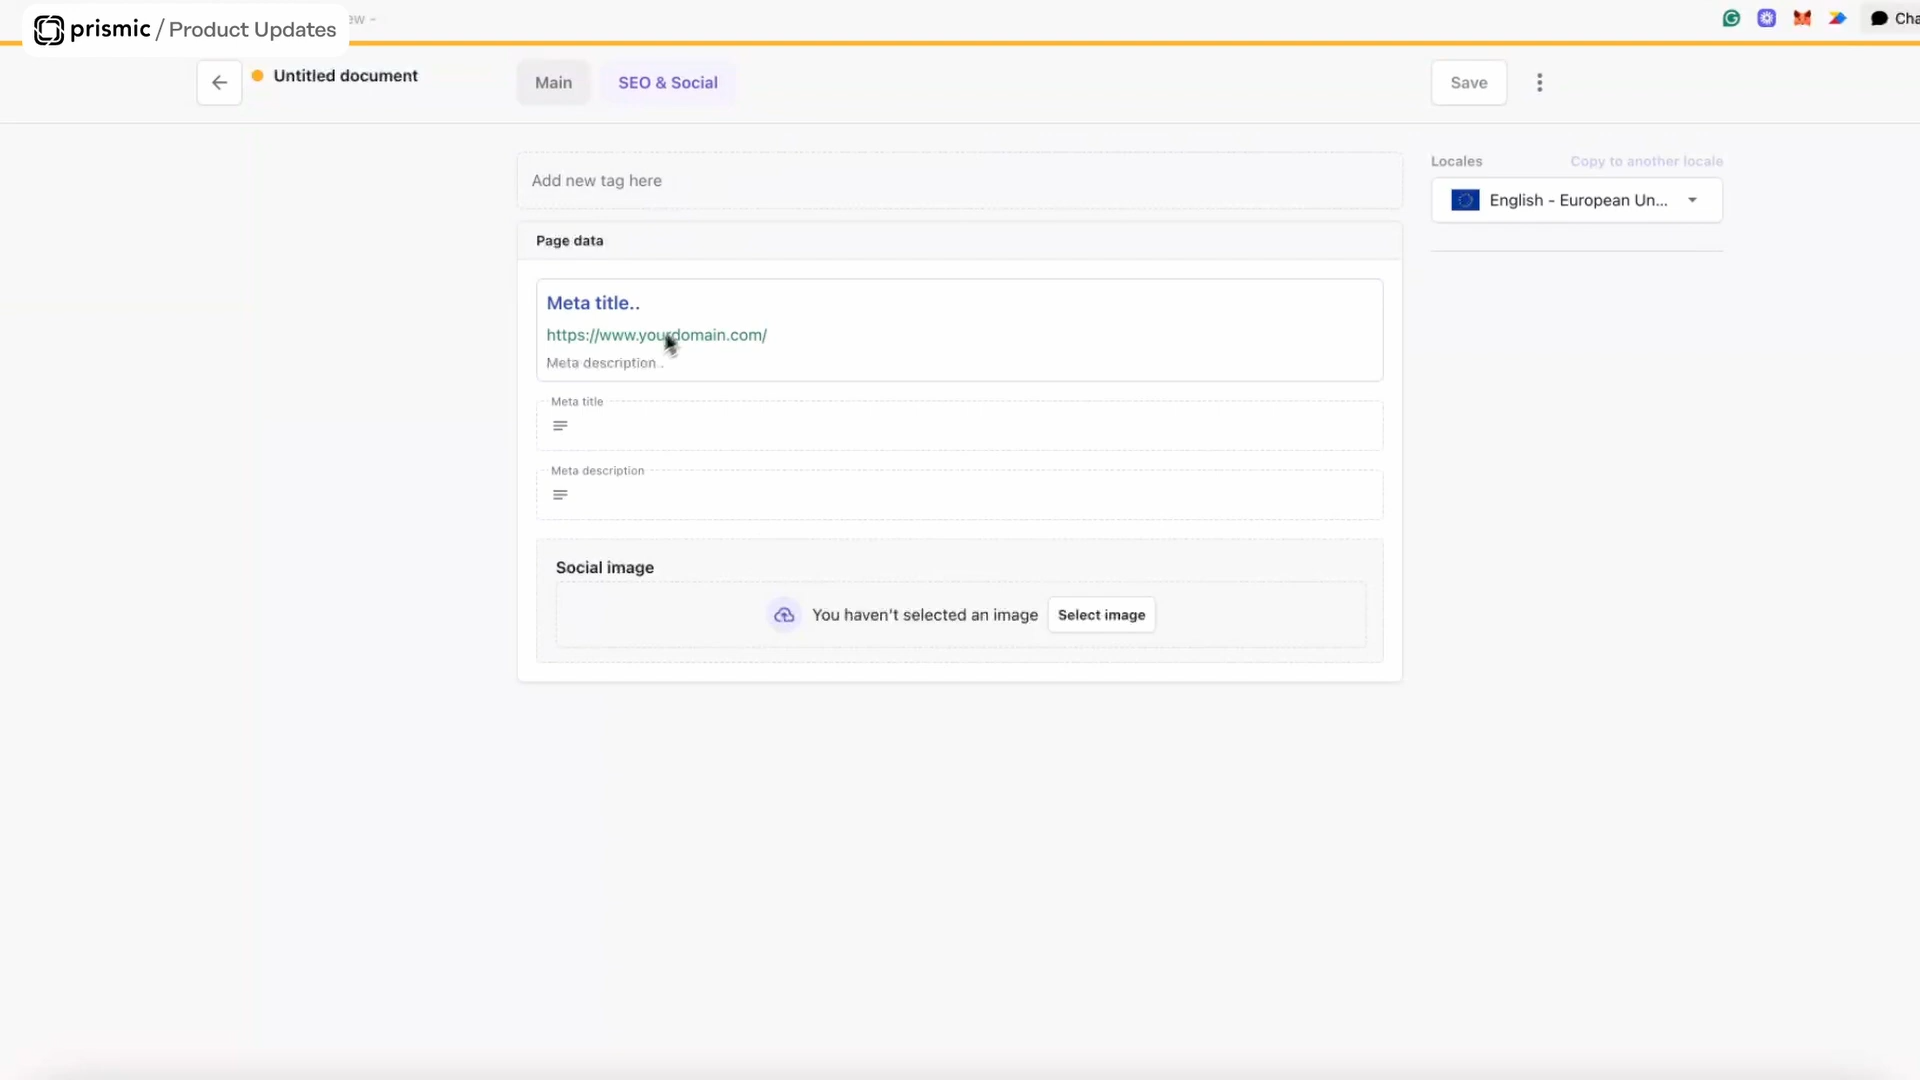 prismic / Product Updates
Cha
Untitled document
Main
SEO & Social
Save
Add new tag here
Locales
Copy to another locale
English - European Un...
Page data
Meta title..
https://www.yourdomain.com/
Meta description..
Meta title
Meta description
Social image
You haven't selected an image
Select image